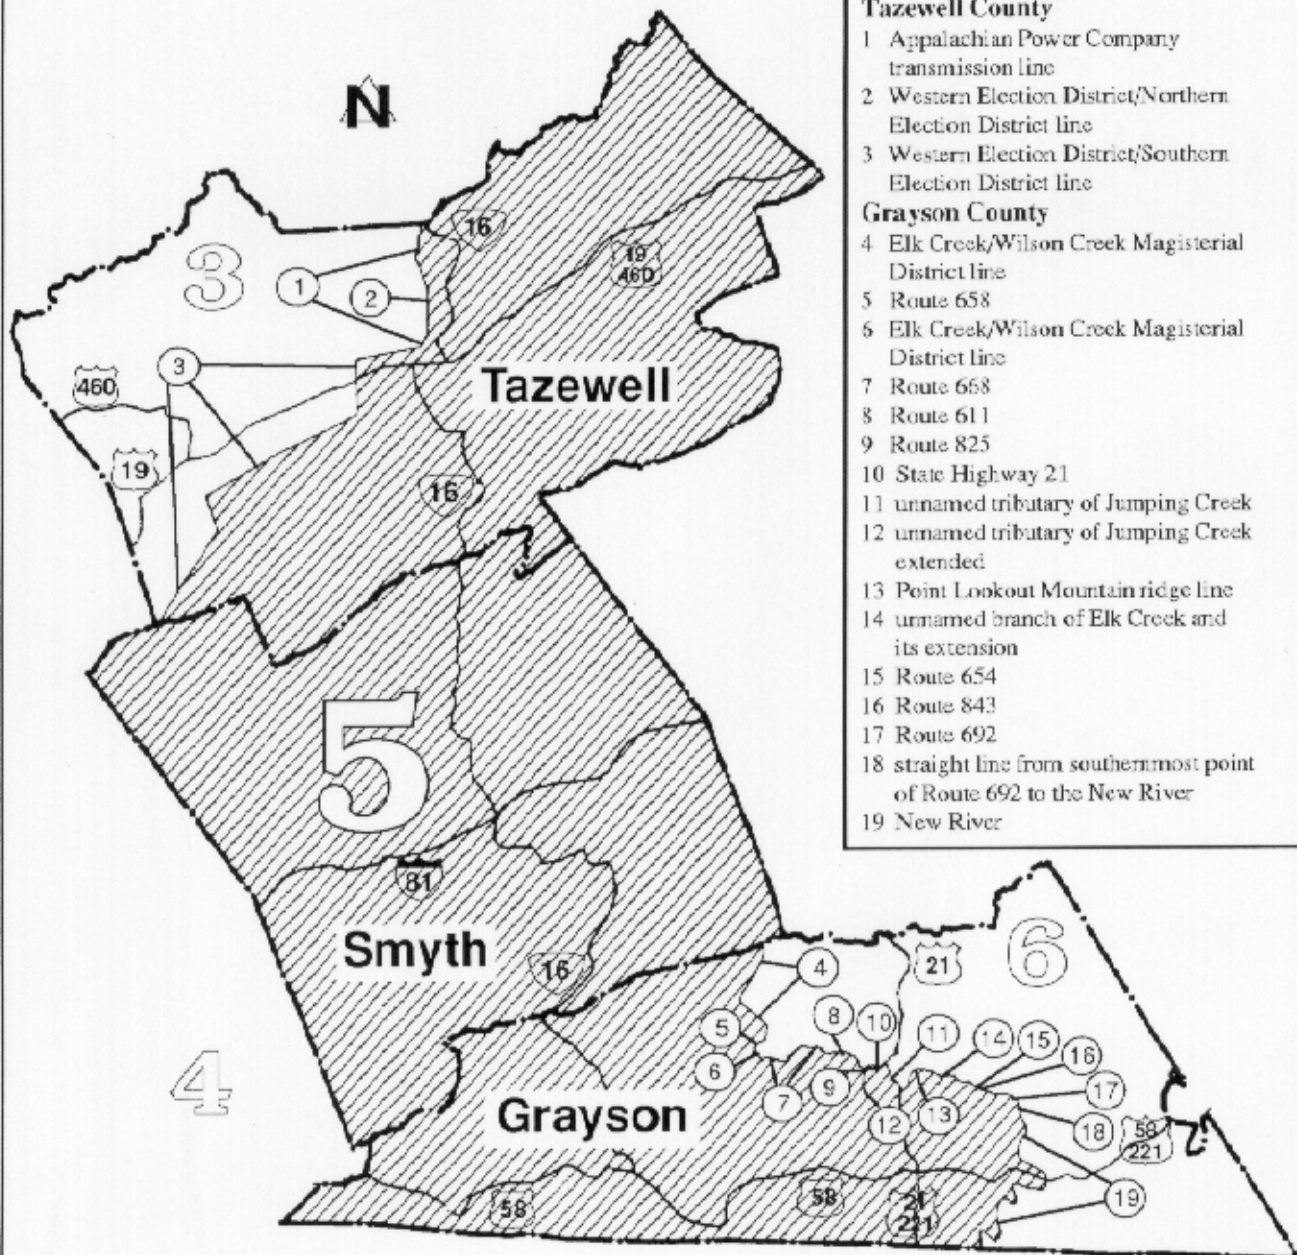 Tazewell County
1 Appalachian Power Company
transmission line
2 Western Election District/Northern
Election District line
3 Western Election District/Southern
Election District line
Grayson County
4 Elk Creek/Wilson Creek Magisterial
District line
5 Route 658
6 Elk Creek/Wilson Creek Magisterial
District line
7 Route 668
8 Route 611
9 Route 825
10 State Highway 21
11 unnamed tributary of Jumping Creek
12 unnamed tributary of Jumping Creek
extended
13 Point Lookout Mountain ridge line
14 unnamed branch of Elk Creek and
its extension
15 Route 654
16 Route 843
17 Route 692
18 straight line from southernmost point
of Route 692 to the New River
19 New River
N
16
19
460
3
1
2
3
460
Tazewell
19
16
5
81
Smyth
16
6
21
4
5
8
10
11
14
15
16
6
9
7
17
4
Grayson
12
13
18
58
221
58
58
21
221
19